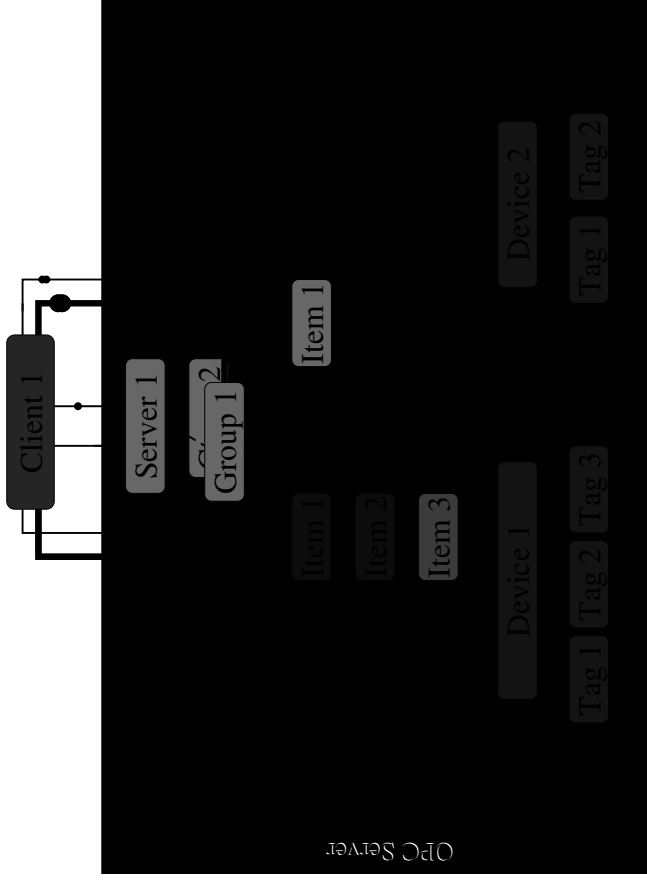 Client 1
Server 1
2
Group 1
Item 1
Item 1
Item 2
Item 3
Device 2
Tag 2
Tag 1
Device 1
Tag 3
Tag 2
Tag 1
OPC Server